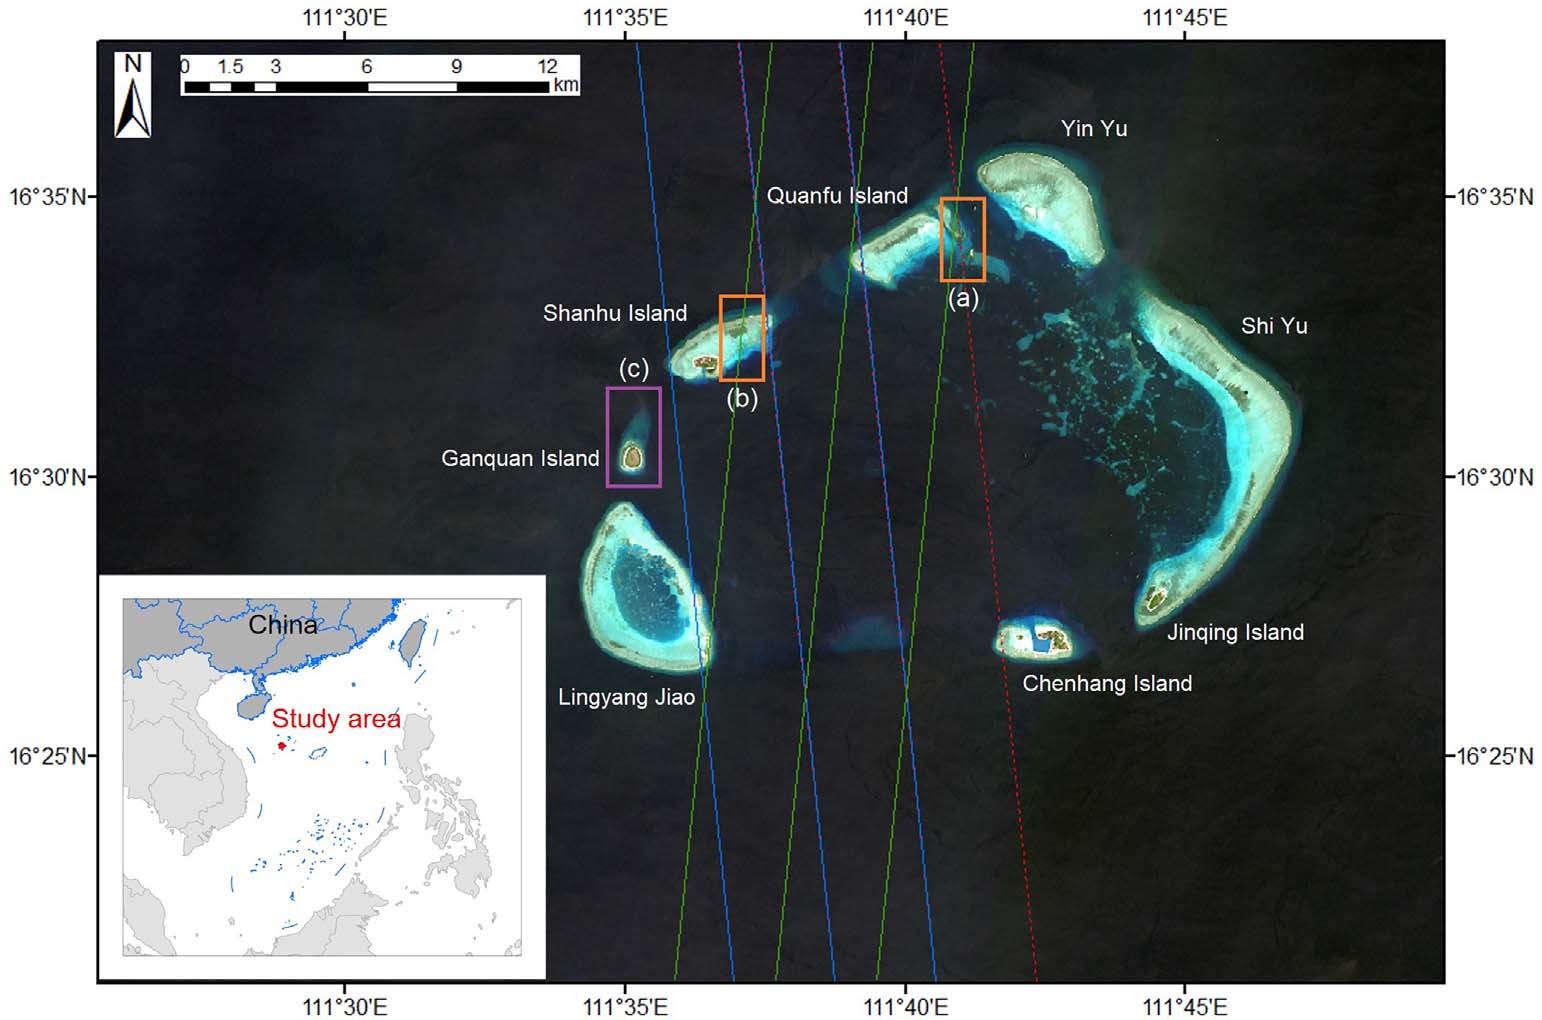 111°30'E 111°35'E 111°40'E 111°45'E
N
0 1.5 3 6 9 12
km
Yin Yu
16°35'N 16°35'N
Quanfu Island
(a)
Shanhu Island
Shi Yu
(c)
(b)
Ganquan Island
16°30'N 16°30'N
China
Jinqing Island
Chenhang Island
Lingyang Jiao
Study area
16°25'N 16°25'N
111°30'E 111°35'E 111°40'E 111°45'E